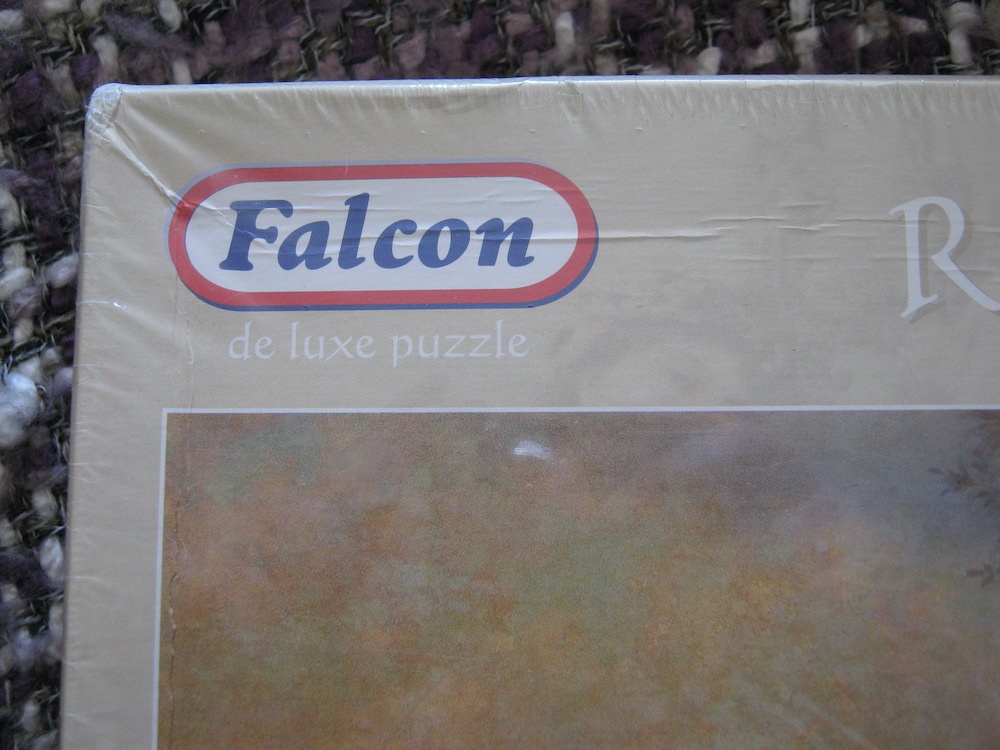 Falcon
de luxe puzzle
R